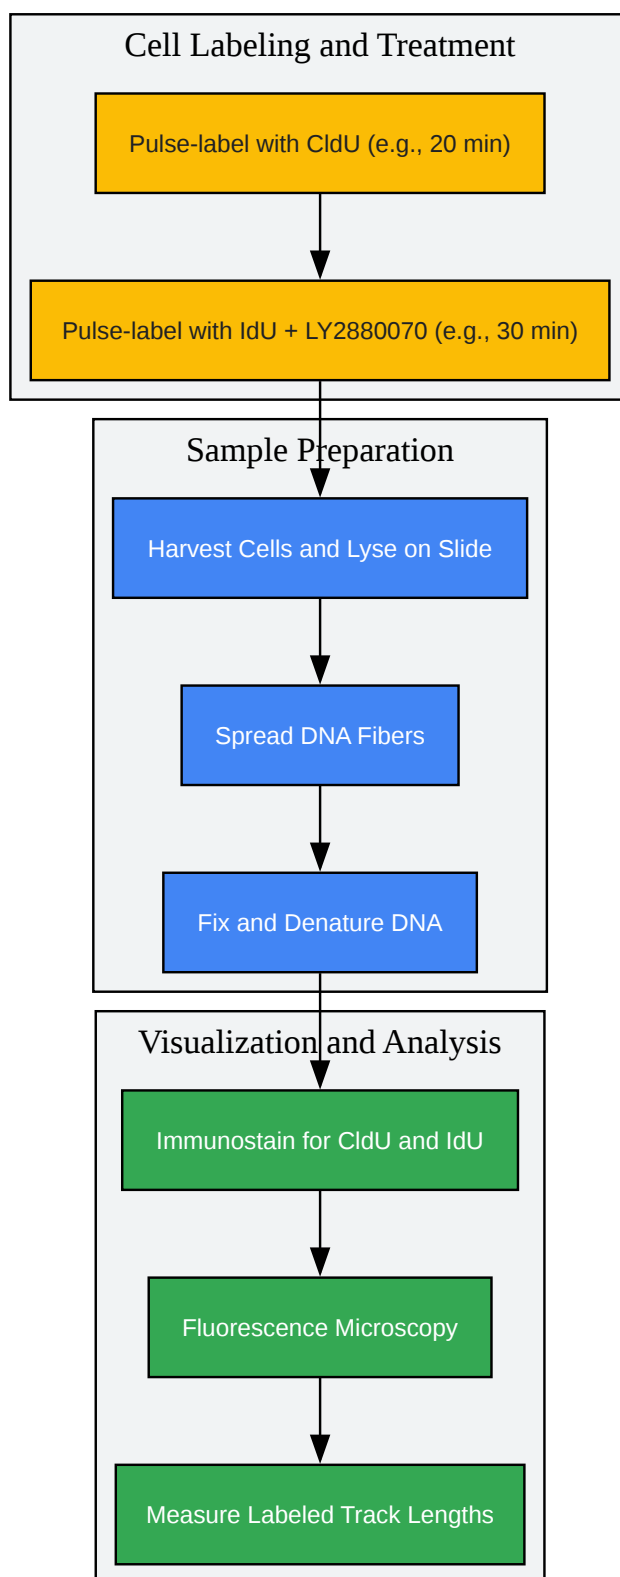 Cell Labeling and Treatment
Pulse-label with CldU (e.g., 20 min)
Pulse-label with IdU + LY2880070 (e.g., 30 min)
Sample Preparation
Harvest Cells and Lyse on Slide
Spread DNA Fibers
Fix and Denature DNA
Visualization and Analysis
Immunostain for CldU and IdU
Fluorescence Microscopy
Measure Labeled Track Lengths